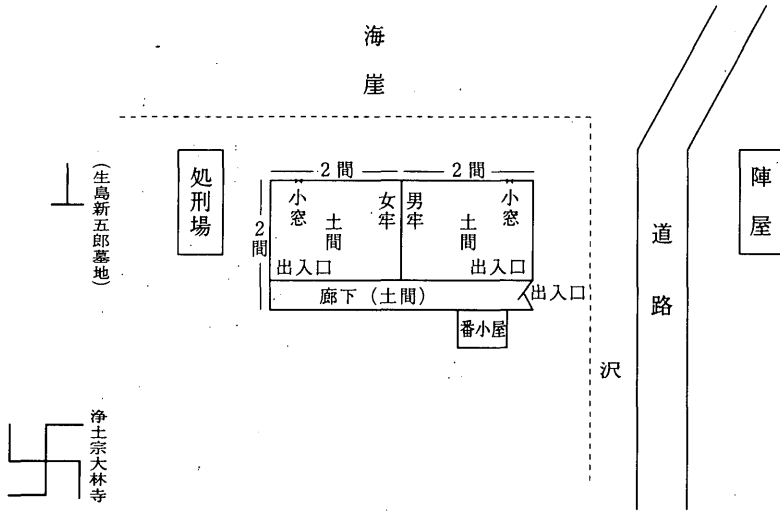 海
崖
(生島新五郎墓地)
処刑場
2間
2間
2間
小窓
土間
女牢
男牢
土間
小窓
出入口
出入口
廊下(土間)
出入口
番小屋
沢
道路
陣屋
浄土宗大林寺